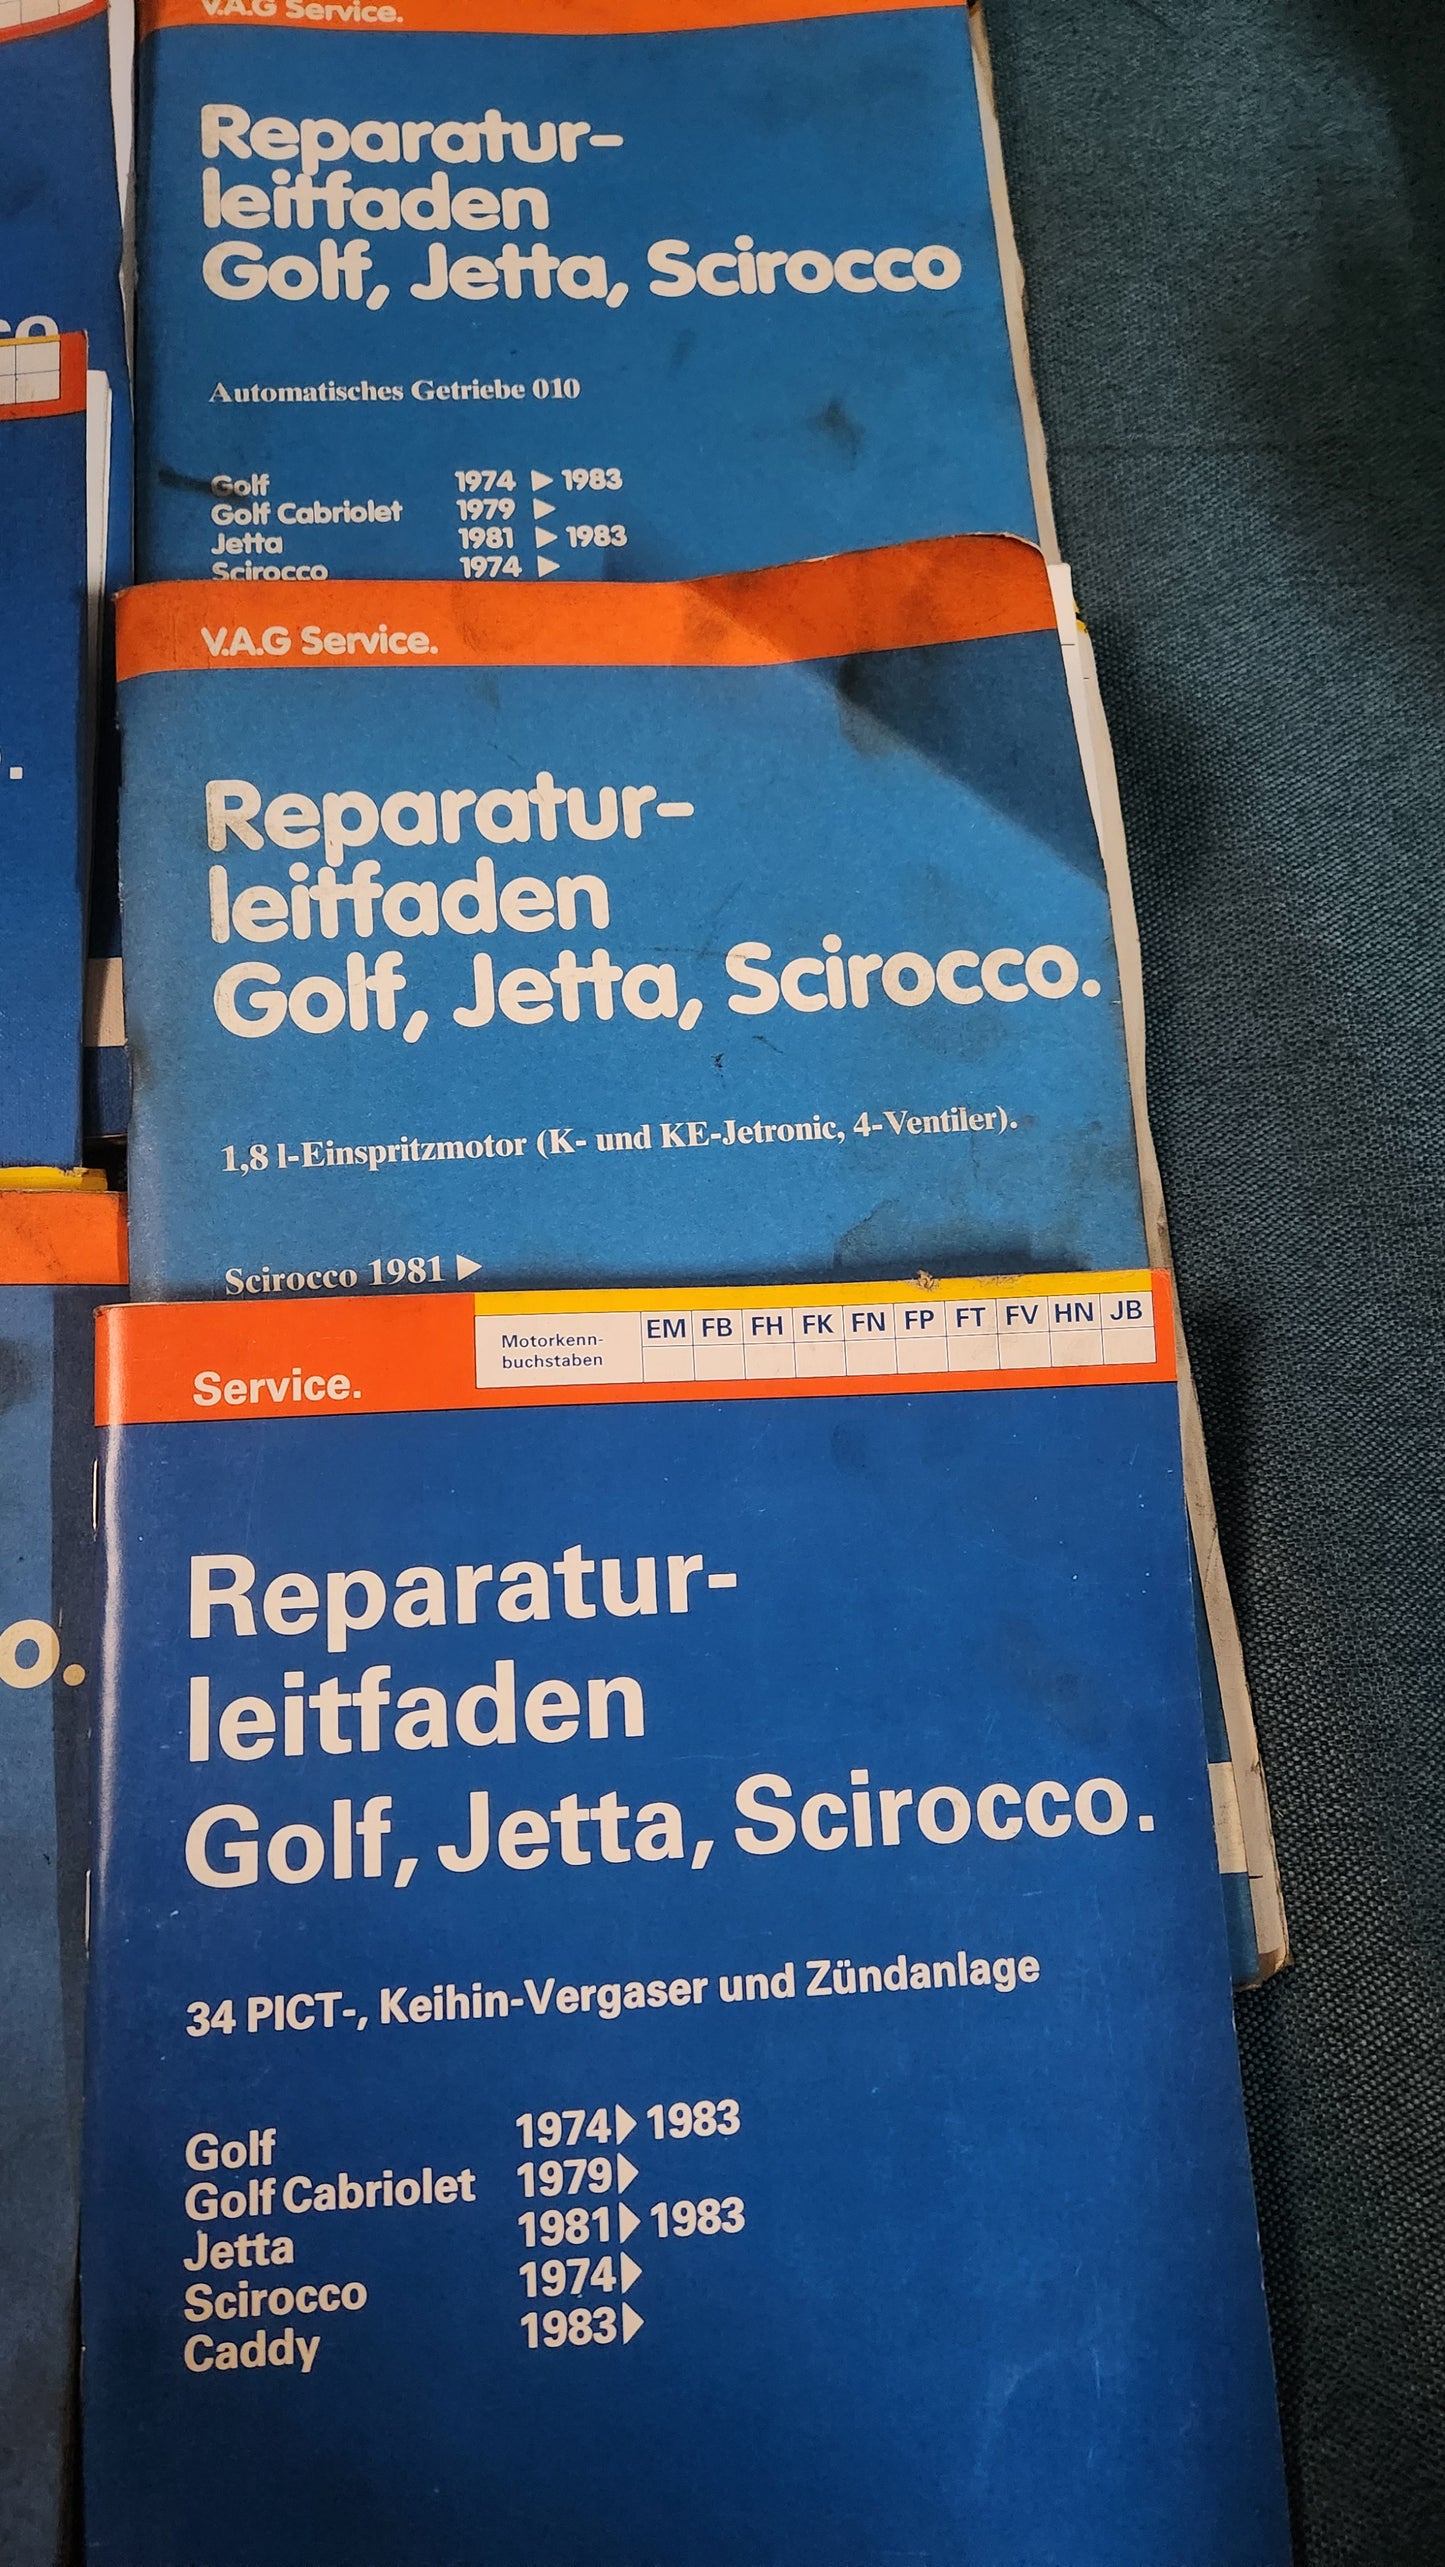 V.A.G Service.
Reparatur-
leitfaden
Golf, Jetta, Scirocco
Automatisches Getriebe 010
Golf 1974 ▶ 1983
Golf Cabriolet 1979 ▶
Jetta 1981 ▶ 1983
Scirocco 1974 ▶
V.A.G Service.
Reparatur-
leitfaden
Golf, Jetta, Scirocco.
1,8 l-Einspritzmotor (K- und KE-Jetronic, 4-Ventiler).
Scirocco 1981 ▶
Service.
Motorkenn-
buchstaben
EM FB FH FK FN FP FT FV HN JB
Reparatur-
leitfaden
Golf, Jetta, Scirocco.
34 PICT-, Keihin-Vergaser und Zündanlage
Golf 1974 ▶ 1983
Golf Cabriolet 1979 ▶
Jetta 1981 ▶ 1983
Scirocco 1974 ▶
Caddy 1983 ▶